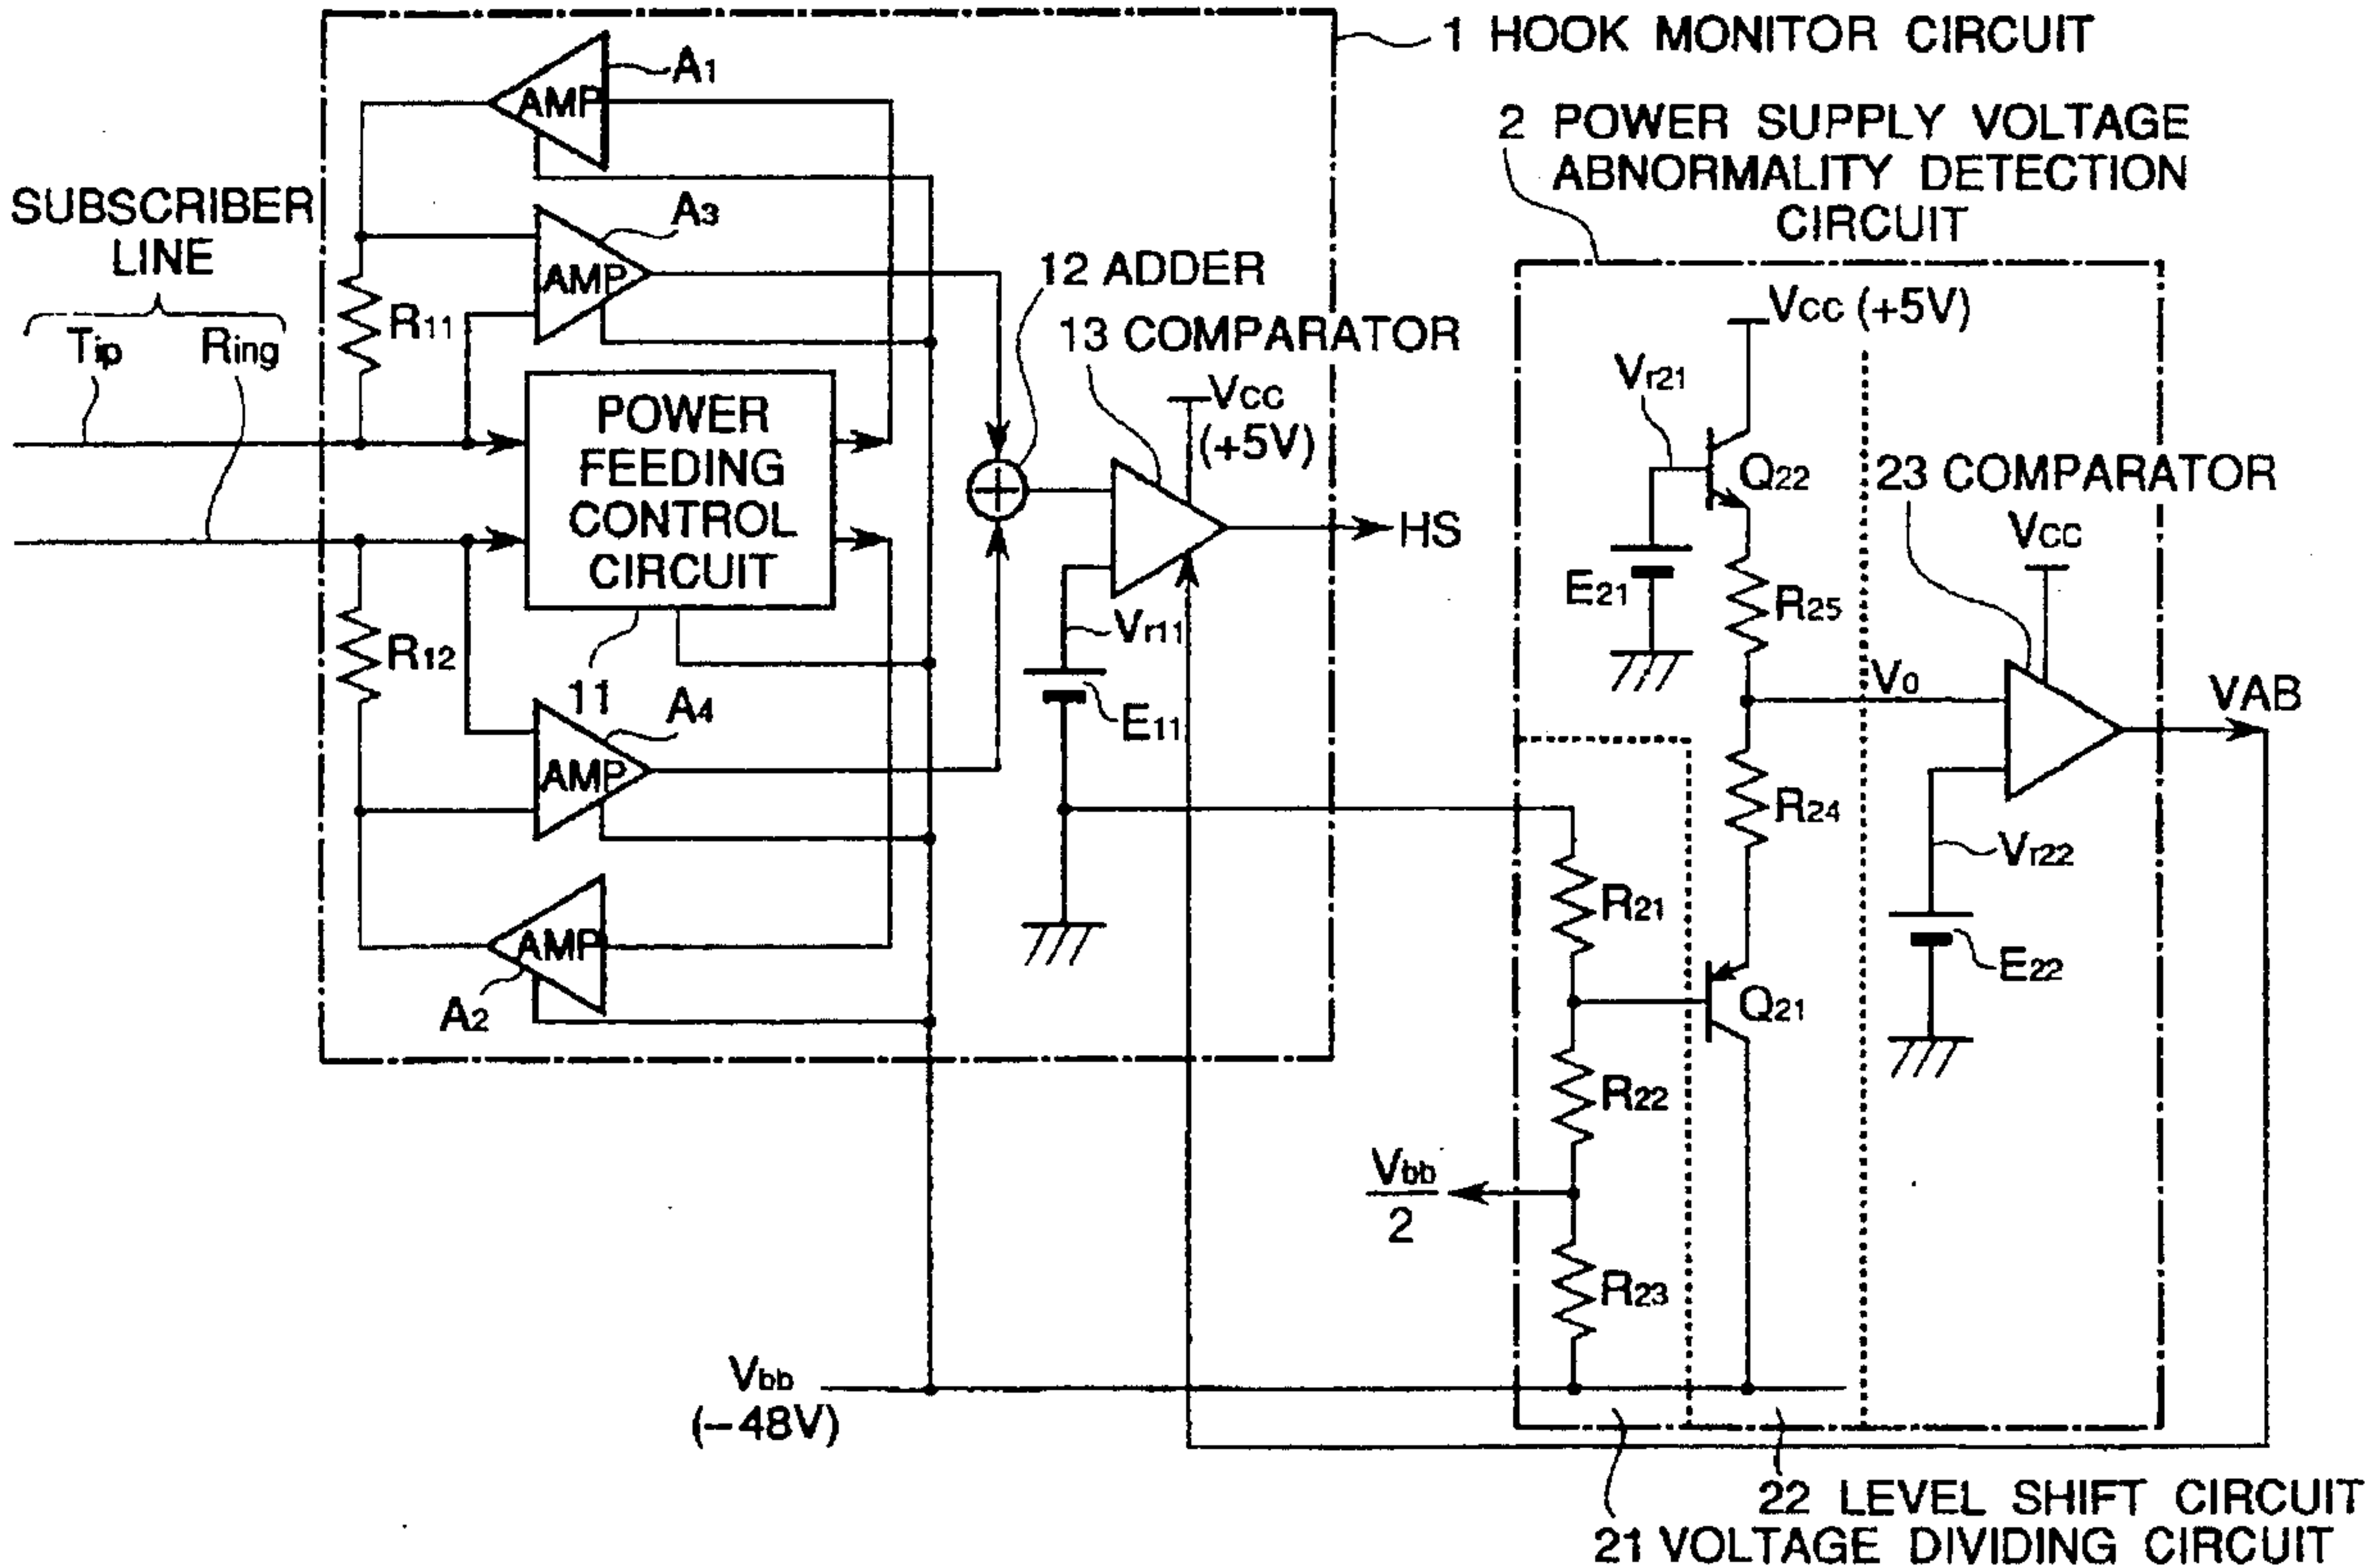 1 HOOK MONITOR CIRCUIT
2 POWER SUPPLY VOLTAGE
ABNORMALITY DETECTION
CIRCUIT
SUBSCRIBER
LINE
Tip
Ring
AMP
A1
AMP
A3
R11
POWER
FEEDING
CONTROL
CIRCUIT
11
R12
AMP
A4
AMP
A2
12 ADDER
13 COMPARATOR
Vcc
(+5V)
HS
Vr11
E11
Vcc (+5V)
Vr21
Q22
E21
R25
23 COMPARATOR
Vcc
V0
VAB
R24
Vr22
E22
R21
Q21
R22
Vbb
2
R23
Vbb
(-48V)
22 LEVEL SHIFT CIRCUIT
21 VOLTAGE DIVIDING CIRCUIT